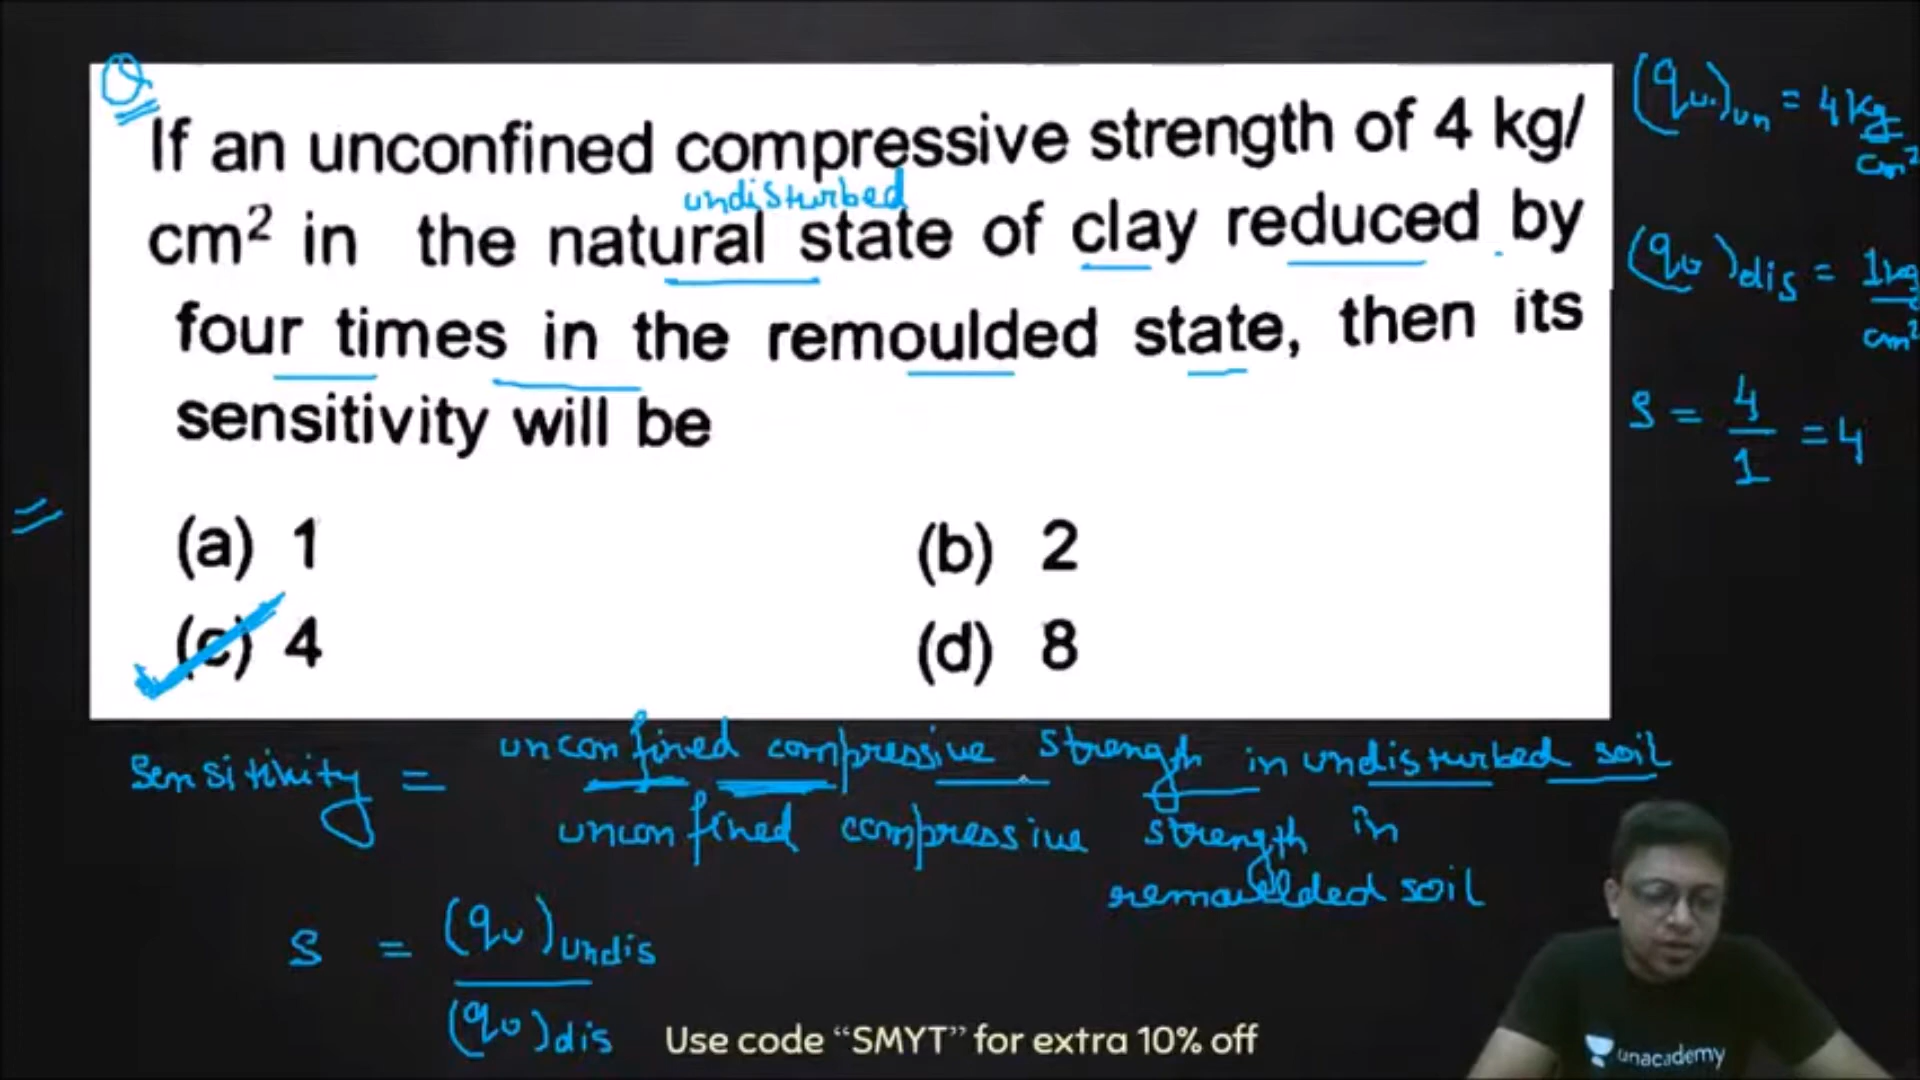 Q
If an unconfined compressive strength of 4 kg/
undisturbed
cm² in the natural state of clay reduced by
four times in the remoulded state, then its
sensitivity will be
(a) 1
(b) 2
(c) 4
(d) 8
(qu)un = 4 kg/cm²
(qu)dis = 1 kg/cm²
S = 4/1 = 4
Sensitivity = unconfined compressive strength in undisturbed soil
unconfined compressive strength in
remoulded soil
S = (qu)undis
(qu)dis
Use code “SMYT” for extra 10% off
unacademy